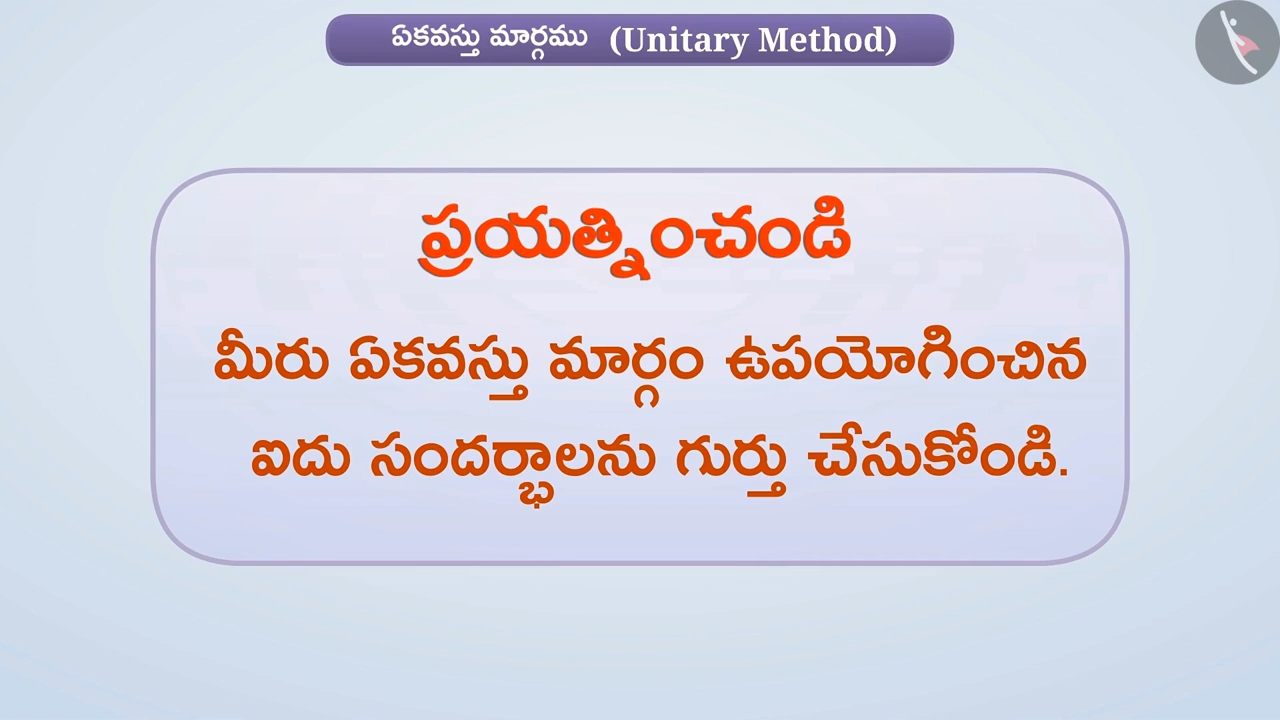 ఏకవస్తు మార్గము (Unitary Method)
ప్రయత్నించండి
మీరు ఏకవస్తు మార్గం ఉపయోగించిన
ఐదు సందర్భాలను గుర్తు చేసుకోండి.